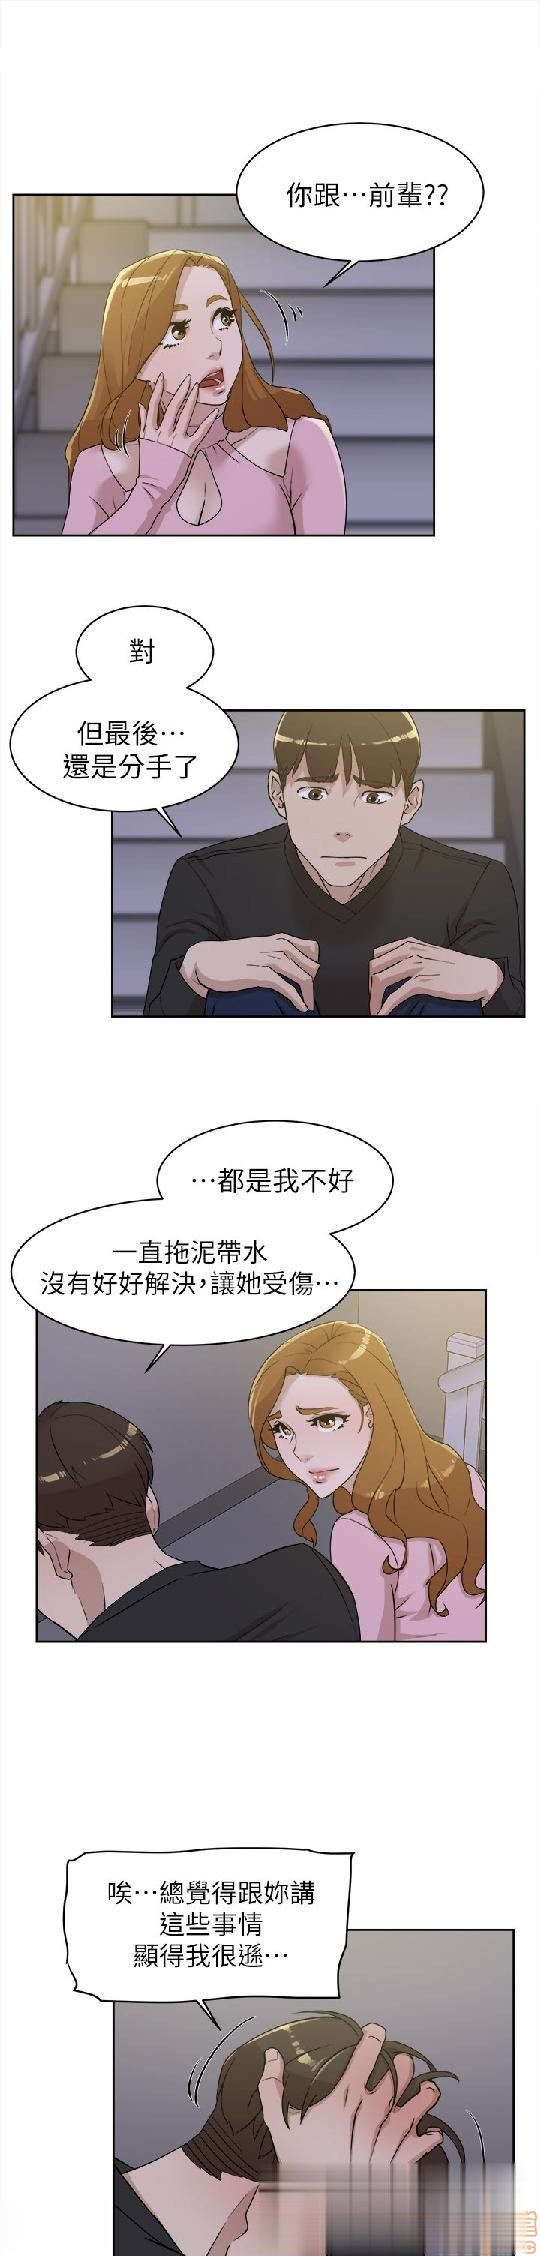 你跟…前輩??
對
但最後…
還是分手了
…都是我不好
一直拖泥帶水
沒有好好解決,讓她受傷…
唉…總覺得跟妳講
這些事情
顯得我很遜…